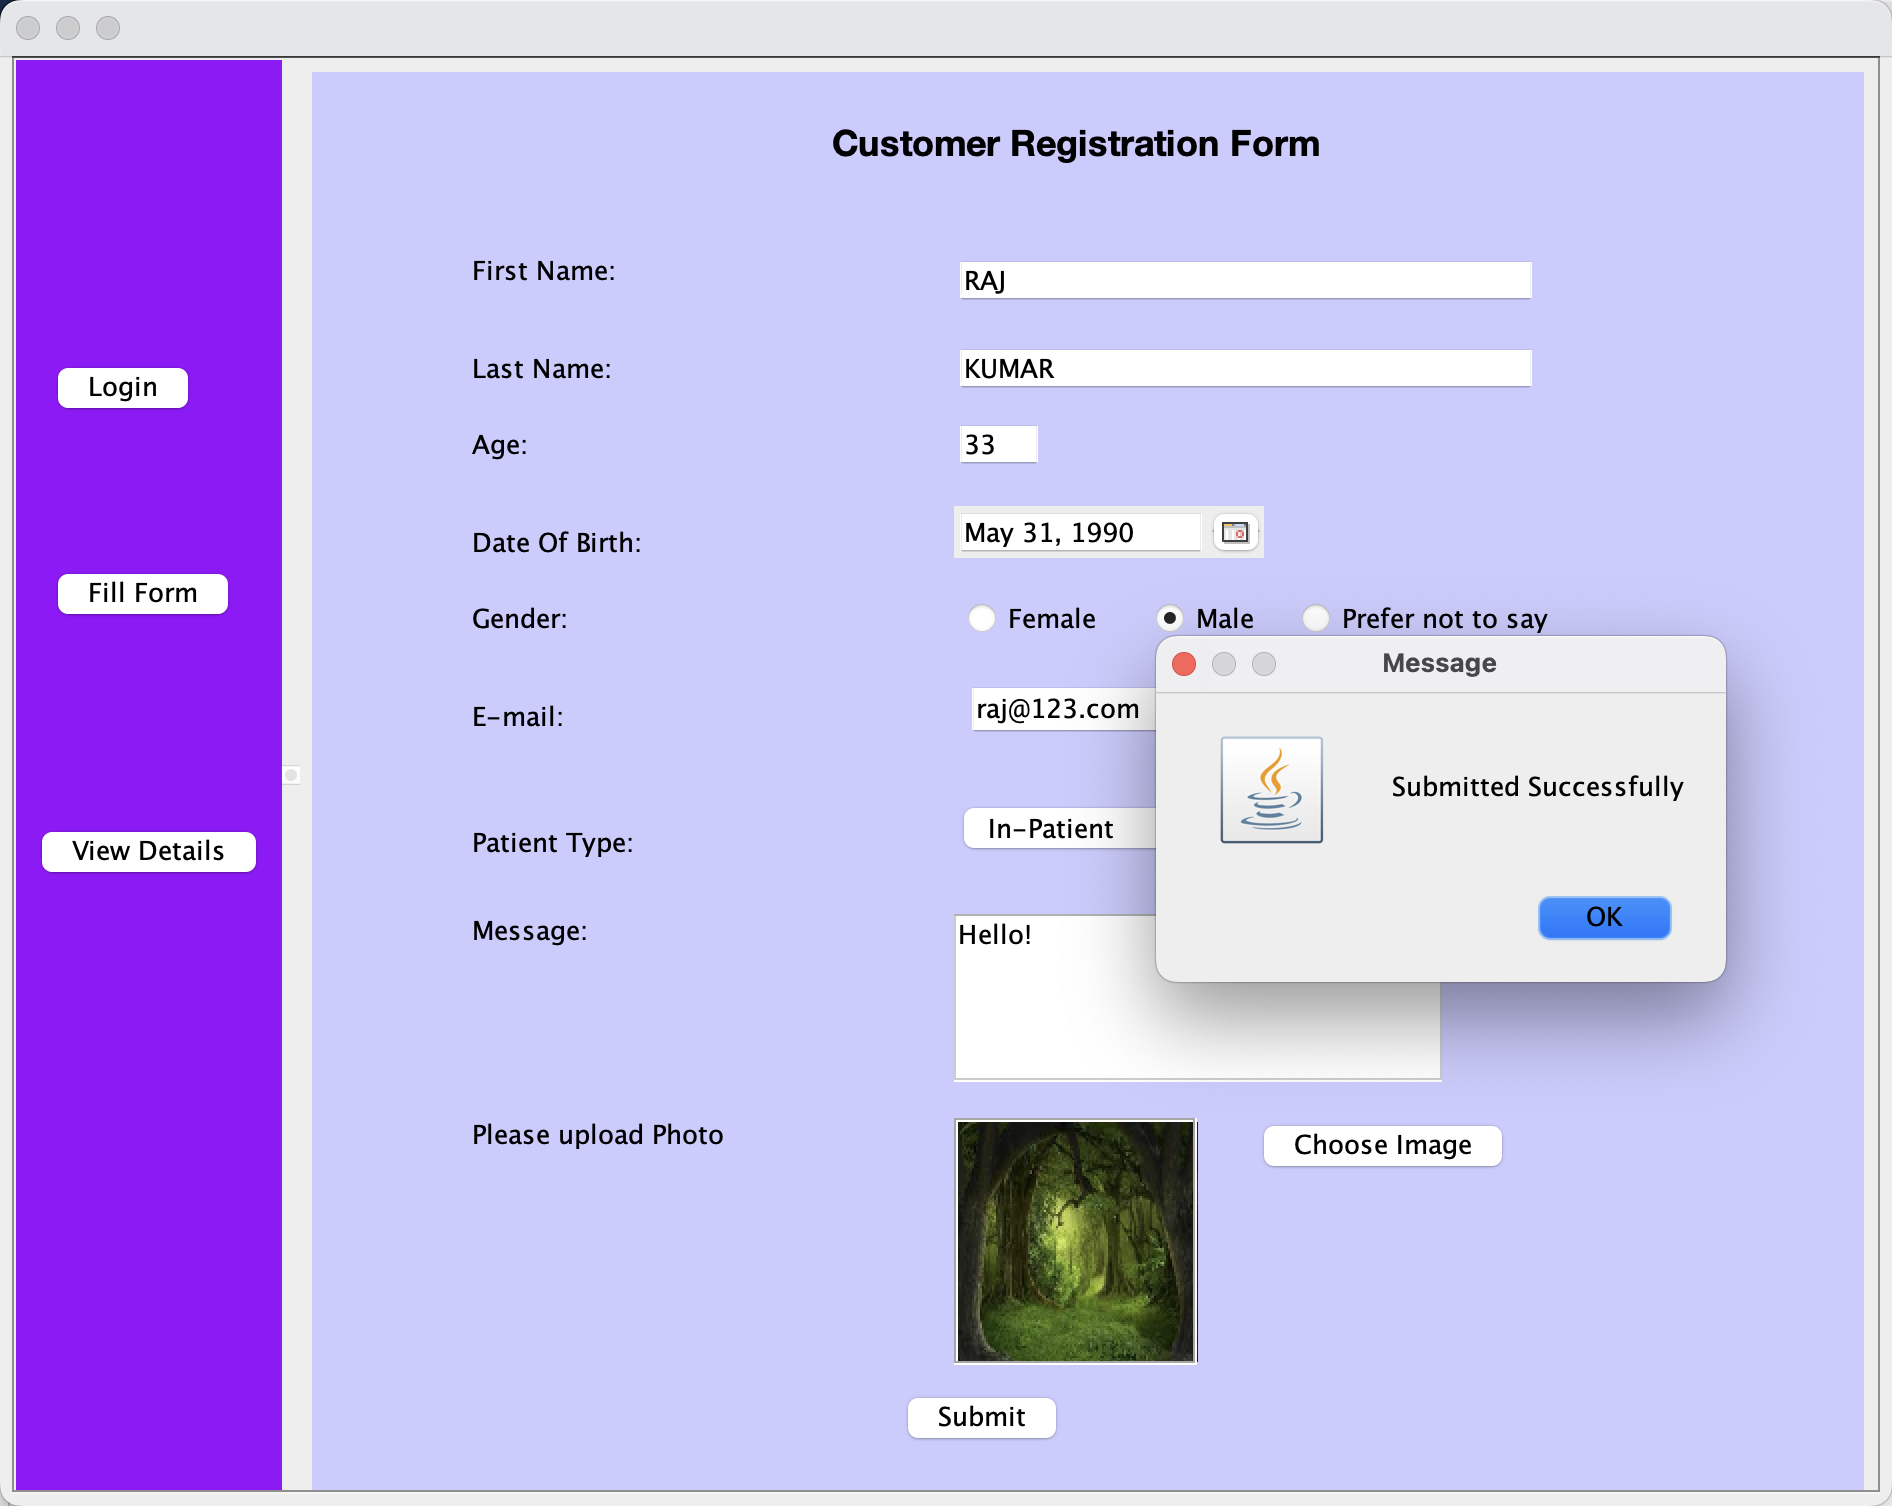 Customer Registration Form
First Name:
RAJ
Last Name:
KUMAR
Login
Age:
33
Date Of Birth:
May 31, 1990
Fill Form
Gender:
Female
Male
Prefer not to say
Message
E-mail:
raj@123.com
Submitted Successfully
Patient Type:
In-Patient
View Details
OK
Message:
Hello!
Please upload Photo
Choose Image
Submit